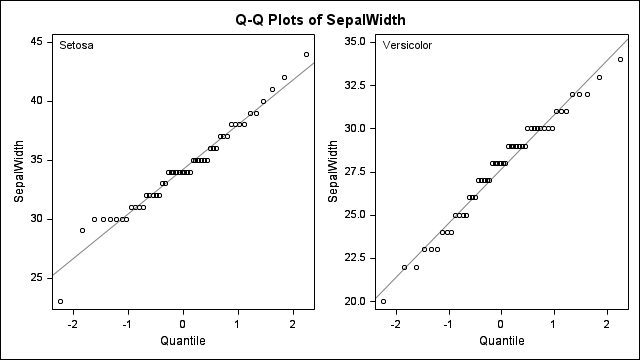 Q-Q Plots of SepalWidth
Setosa
Versicolor
SepalWidth
45
40
35
30
25
-2 -1 0 1 2
Quantile
SepalWidth
35.0
32.5
30.0
27.5
25.0
22.5
20.0
-2 -1 0 1 2
Quantile